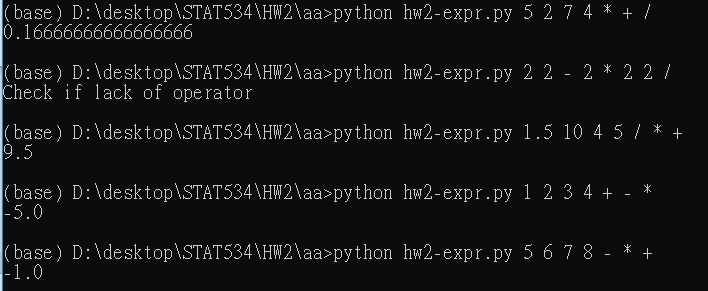 (base) D:\desktop\STAT534\HW2\aa>python hw2-expr.py 5 2 7 4 * + /
0.16666666666666666
(base) D:\desktop\STAT534\HW2\aa>python hw2-expr.py 2 2 - 2 * 2 2 /
Check if lack of operator
(base) D:\desktop\STAT534\HW2\aa>python hw2-expr.py 1.5 10 4 5 / * +
9.5
(base) D:\desktop\STAT534\HW2\aa>python hw2-expr.py 1 2 3 4 + - *
-5.0
(base) D:\desktop\STAT534\HW2\aa>python hw2-expr.py 5 6 7 8 - * +
-1.0